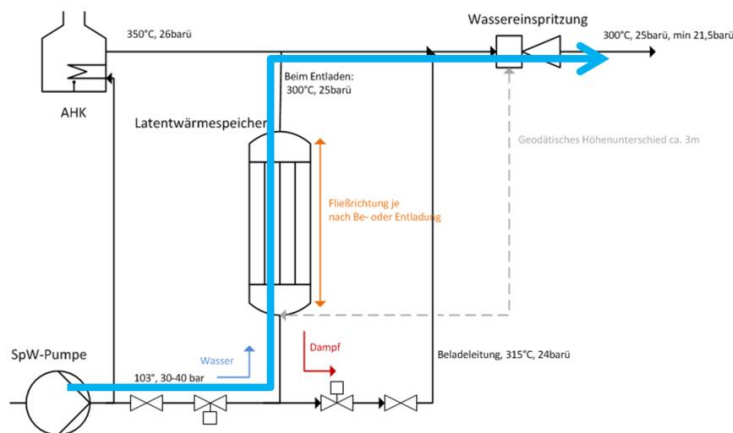 Wassereinspritzung
350°C, 26barü
300°C, 25barü, min 21,5barü
Beim Entladen:
300°C, 25barü
AHK
Latentwärmespeicher
Geodätisches Höhenunterschied ca. 3m
Fließrichtung je
nach Be- oder Entladung
SpW-Pumpe
Wasser
Dampf
Beladeleitung, 315°C, 24barü
103°, 30-40 bar